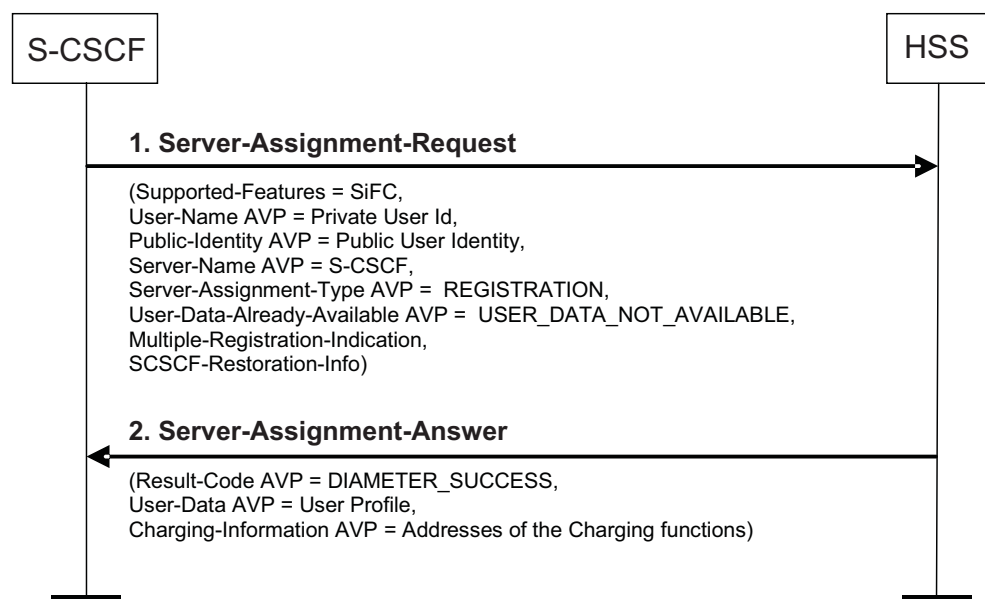 S-CSCF
HSS
1. Server-Assignment-Request
(Supported-Features = SiFC,
User-Name AVP = Private User Id,
Public-Identity AVP = Public User Identity,
Server-Name AVP = S-CSCF,
Server-Assignment-Type AVP =  REGISTRATION,
User-Data-Already-Available AVP =  USER_DATA_NOT_AVAILABLE,
Multiple-Registration-Indication,
SCSCF-Restoration-Info)
2. Server-Assignment-Answer
(Result-Code AVP = DIAMETER_SUCCESS,
User-Data AVP = User Profile,
Charging-Information AVP = Addresses of the Charging functions)